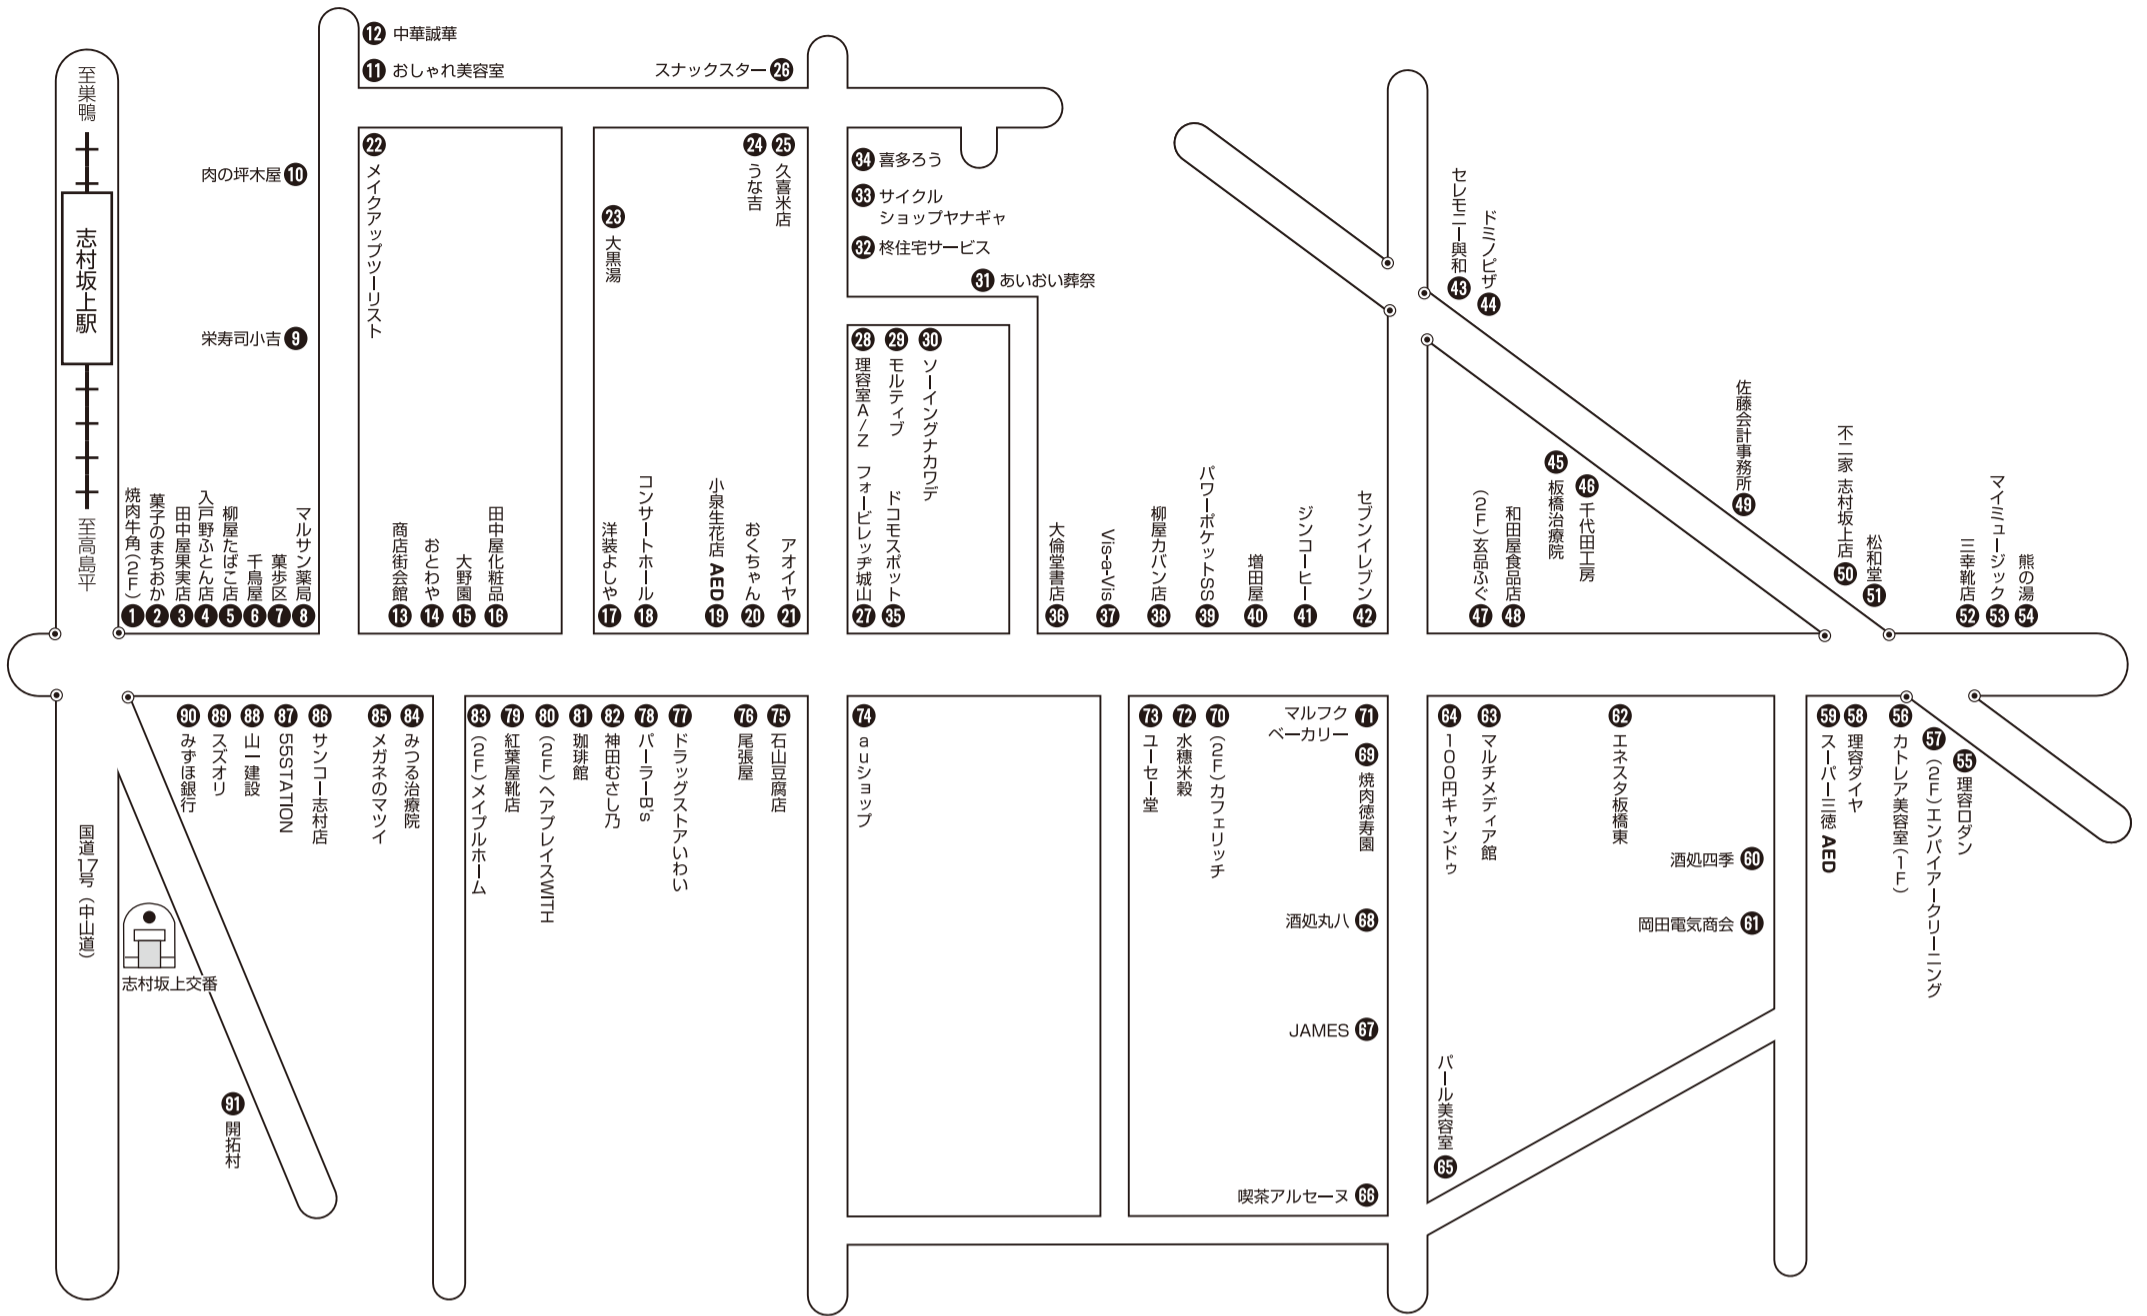 至巣鴨
志村坂上駅
至高島平
国道17号（中山道）
志村坂上交番
1 焼肉牛角（2F）
2 菓子のまちおか
3 田中屋果実店
4 入戸野ふとん店
5 柳屋たばこ店
6 千鳥屋
7 菓歩区
8 マルサン薬局
9 栄寿司小吉
10 肉の坪木屋
11 おしゃれ美容室
12 中華誠華
13 商店街会館
14 おとわや
15 大野園
16 田中屋化粧品
17 洋装よしや
18 コンサートホール
19 小泉生花店 AED
20 おくちゃん
21 アオイヤ
22 メイクアップツーリスト
23 大黒湯
24 うな吉
25 久喜米店
26 スナックスター
27 フォービレッヂ城山
28 理容室A/Z
29 モルティブ
30 ソーイングナカワデ
31 あいおい葬祭
32 柊住宅サービス
33 サイクル
ショップヤナギャ
34 喜多ろう
35 ドコモスポット
36 大倫堂書店
37 Vis-a-Vis
38 柳屋カバン店
39 パワーポケットSS
40 増田屋
41 ジンコーヒー
42 セブンイレブン
43 セレモニー與和
44 ドミノピザ
45 板橋治療院
46 千代田工房
47 （2F）玄品ふぐ
48 和田屋食品店
49 佐藤会計事務所
50 不二家 志村坂上店
51 松和堂
52 三幸靴店
53 マイミュージック
54 熊の湯
55 理容ロダン
56 カトレア美容室（1F）
57 （2F）エンパイアークリーニング
58 理容ダイヤ
59 スーパー三徳 AED
60 酒処四季
61 岡田電気商会
62 エネスタ板橋東
63 マルチメディア館
64 100円キャンドゥ
65 パール美容室
66 喫茶アルセーヌ
67 JAMES
68 酒処丸八
69 焼肉徳寿園
70 （2F）カフェリッチ
71 マルフク
ベーカリー
72 水穂米穀
73 ユーセー堂
74 auショップ
75 石山豆腐店
76 尾張屋
77 ドラッグストアいわい
78 パーラーB's
79 紅葉屋靴店
80 （2F）ヘアプレイスWITH
81 珈琲館
82 神田むさし乃
83 （2F）メイプルホーム
84 みつる治療院
85 メガネのマツイ
86 サンコー志村店
87 55STATION
88 山一建設
89 スズオリ
90 みずほ銀行
91 開拓村